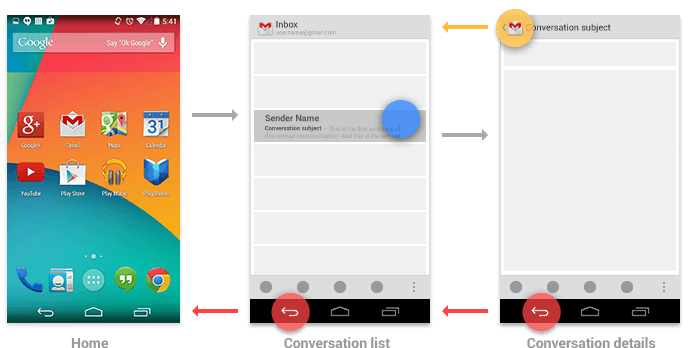 5:41
Google
Say "Ok Google"
Google+
Gmail
Maps
31
Calendar
YouTube
Play Store
Play Music
Play Books
Home
Inbox
username@gmail.com
Sender Name
Conversation subject – This is the first sentence of
this unread conversation. Add this is the second
Conversation list
Conversation subject
Conversation details